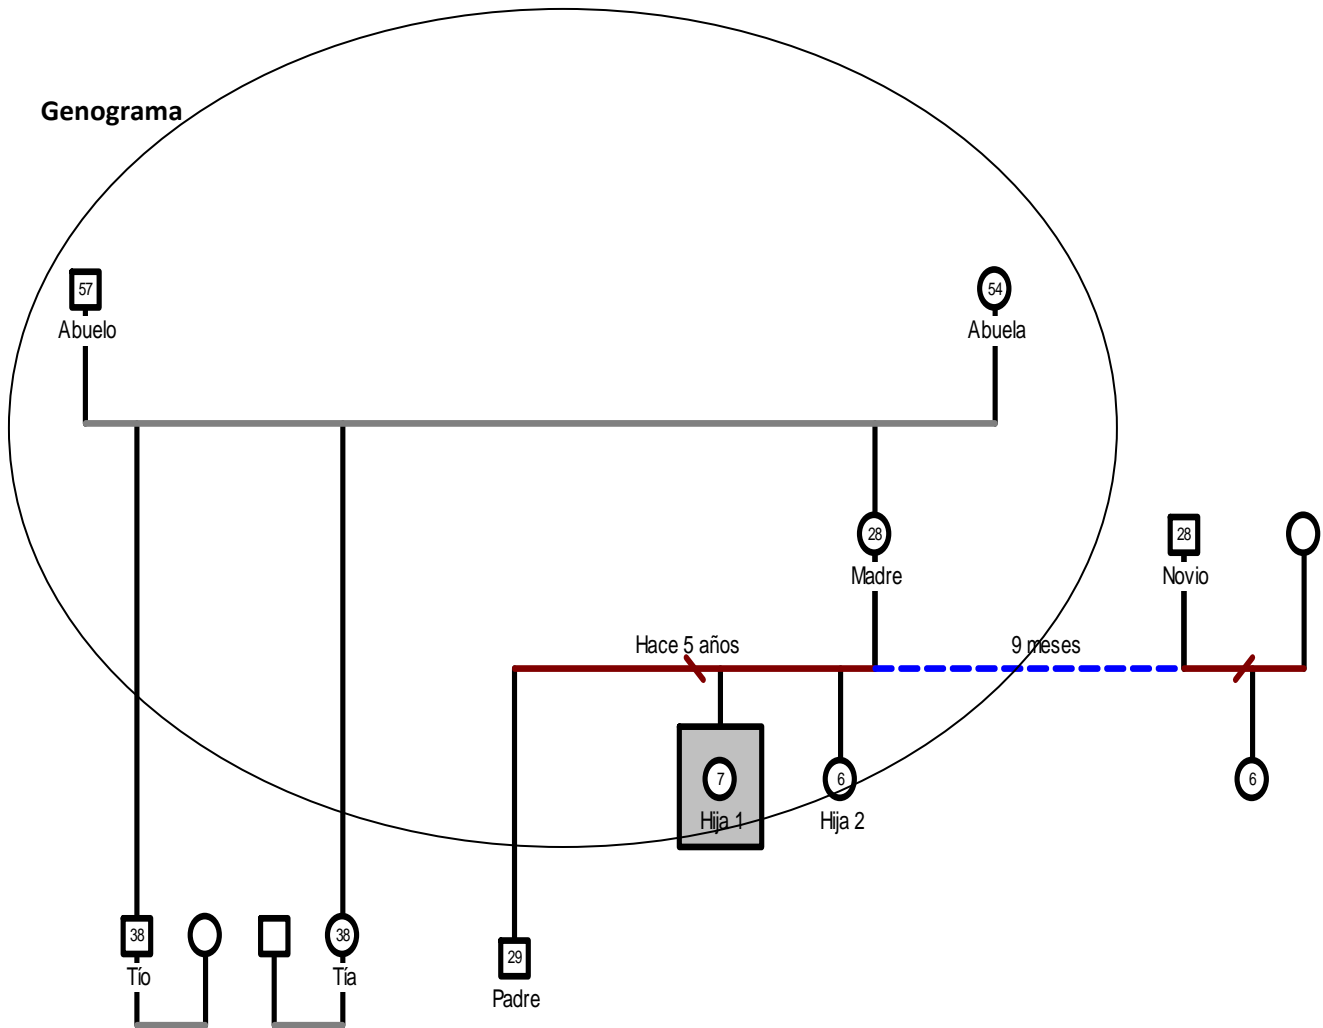 Genograma
57
54
Abuelo
Abuela
28
28
Madre
Novio
Hace 5 años
9 meses
7
6
6
Hija 1
Hija 2
38
38
29
Tío
Tía
Padre